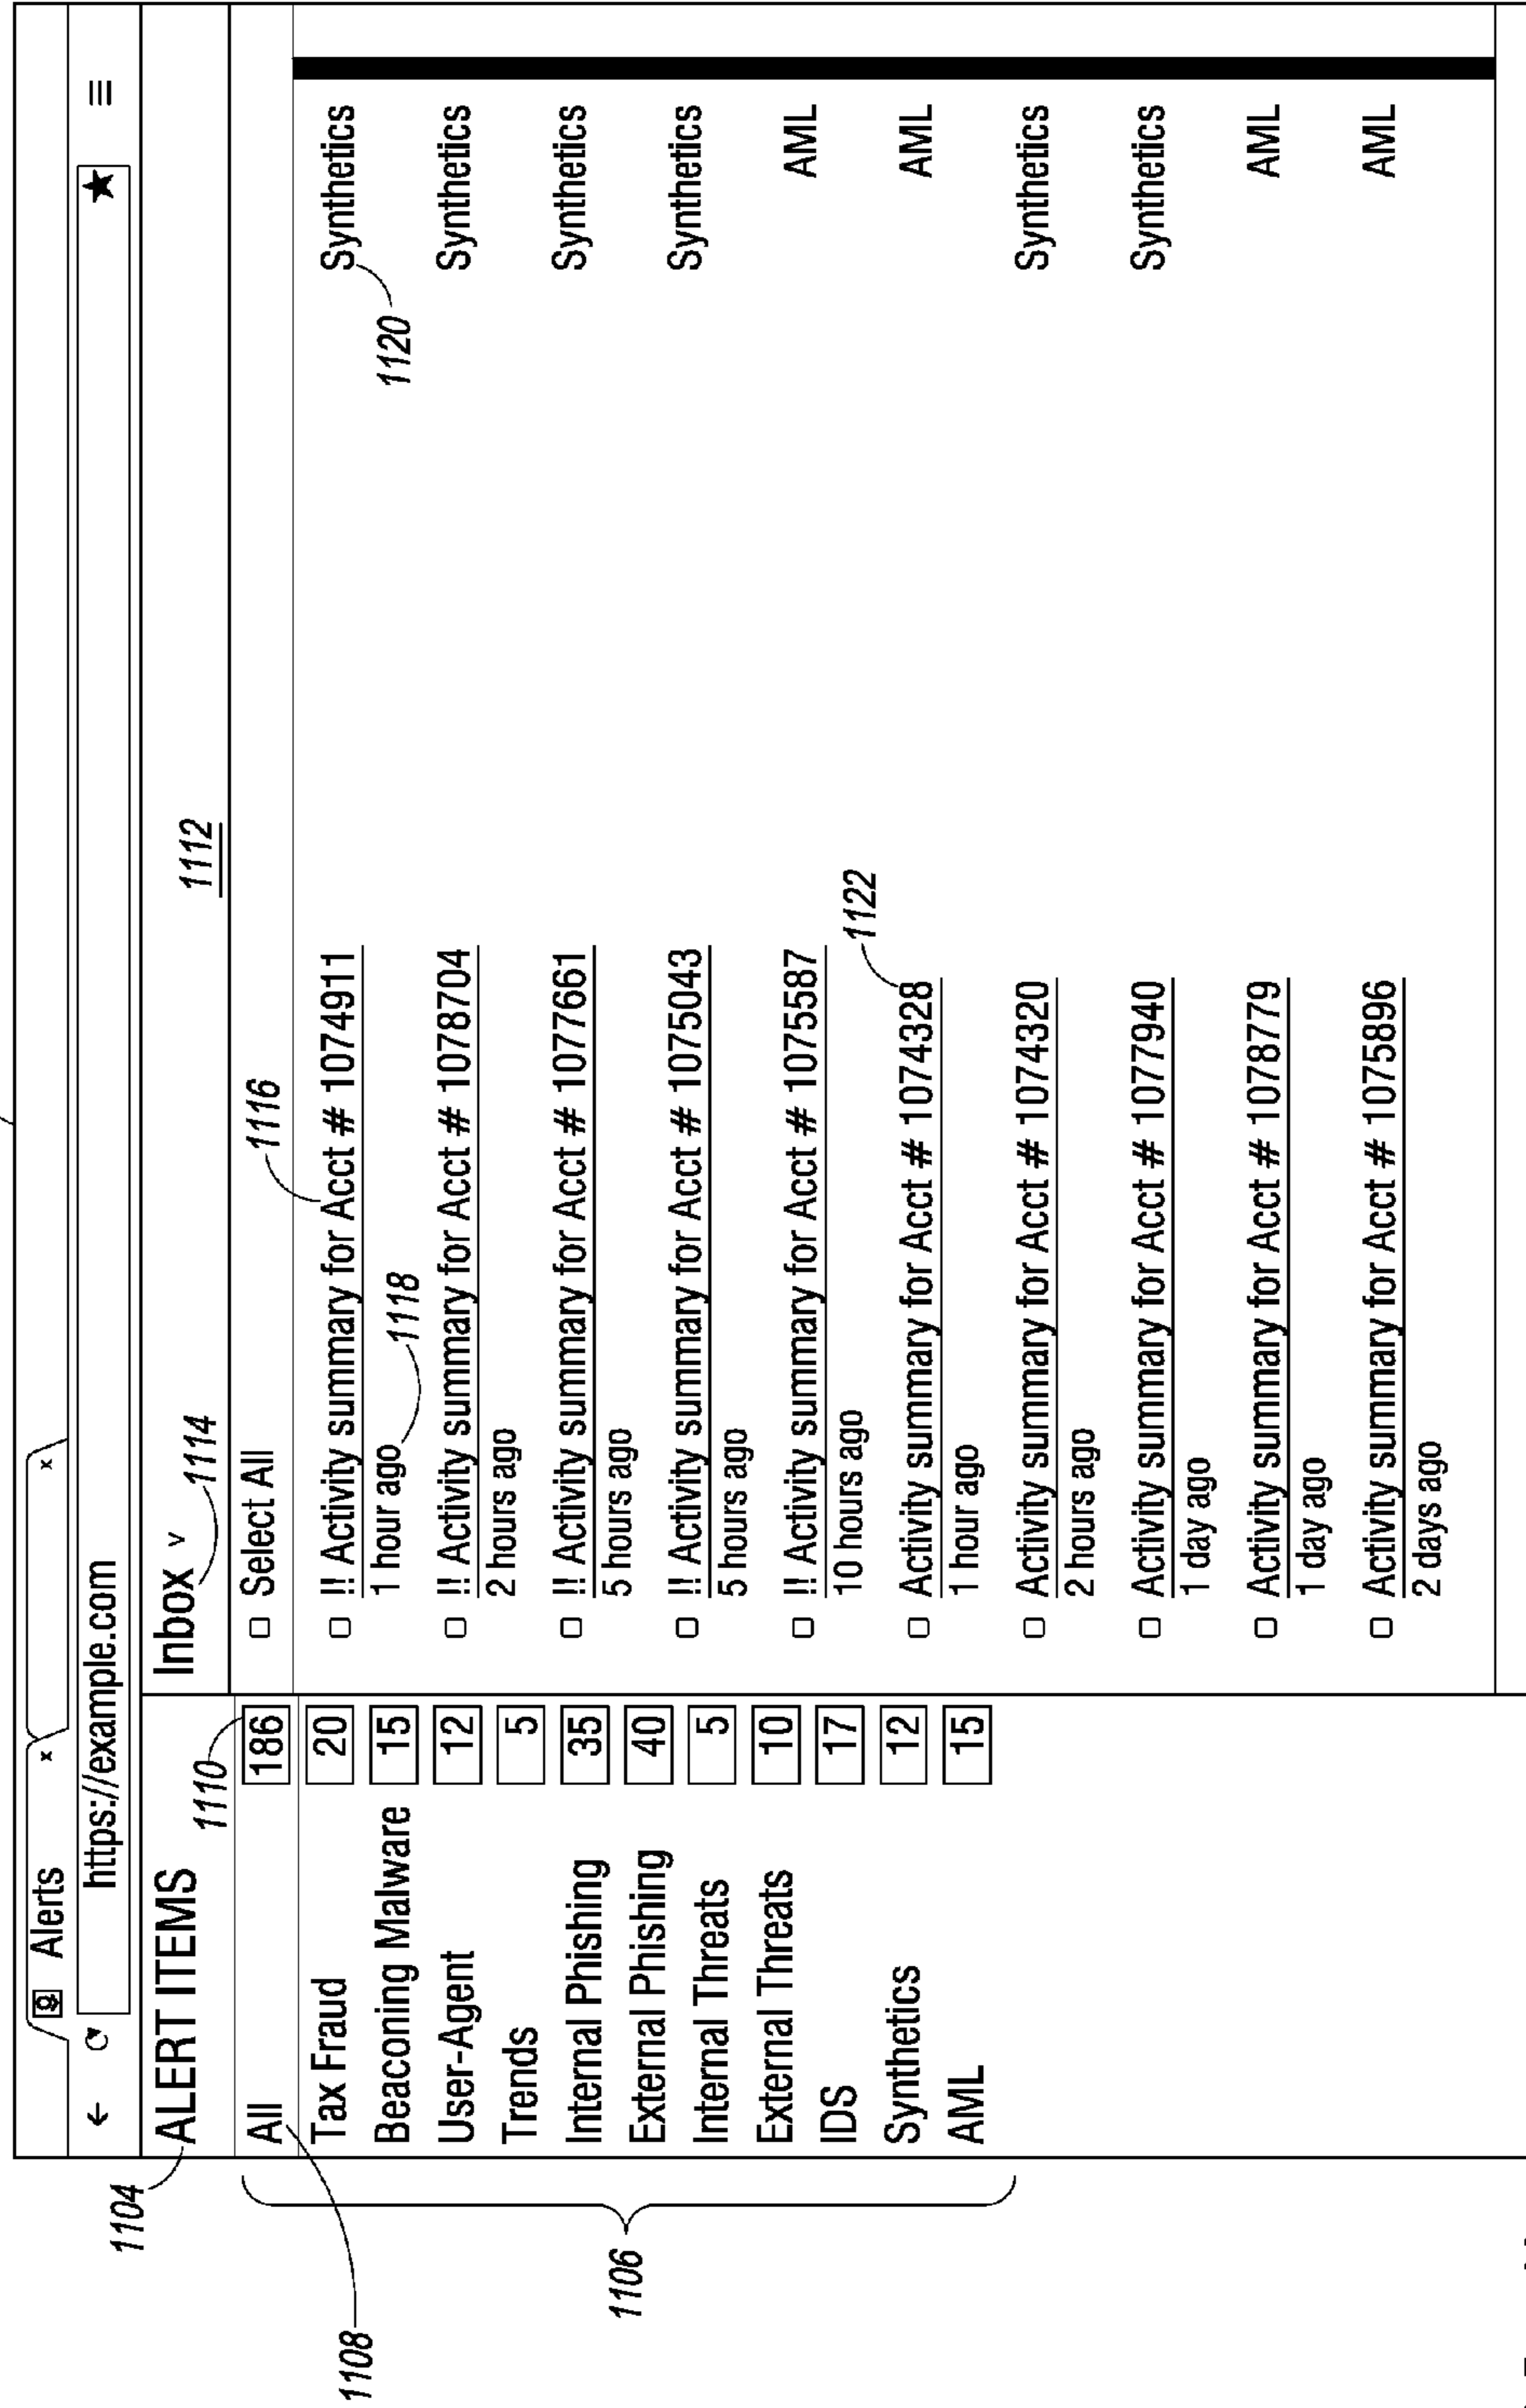 Alerts x x
https://example.com
1104
ALERT ITEMS
1110
1108
All 186
1106
Tax Fraud 20
Beaconing Malware 15
User-Agent 12
Trends 5
Internal Phishing 35
External Phishing 40
Internal Threats 5
External Threats 10
IDS 17
Synthetics 12
AML 15
Inbox v 1114
1112
Select All 1116
!! Activity summary for Acct # 1074911 Synthetics
1 hour ago 1118 1120
!! Activity summary for Acct # 1078704 Synthetics
2 hours ago
!! Activity summary for Acct # 1077661 Synthetics
5 hours ago
!! Activity summary for Acct # 1075043 Synthetics
5 hours ago
!! Activity summary for Acct # 1075587 AML
10 hours ago 1122
Activity summary for Acct # 1074328 AML
1 hour ago
Activity summary for Acct # 1074320 Synthetics
2 hours ago
Activity summary for Acct # 1077940 Synthetics
1 day ago
Activity summary for Acct # 1078779 AML
1 day ago
Activity summary for Acct # 1075896 AML
2 days ago